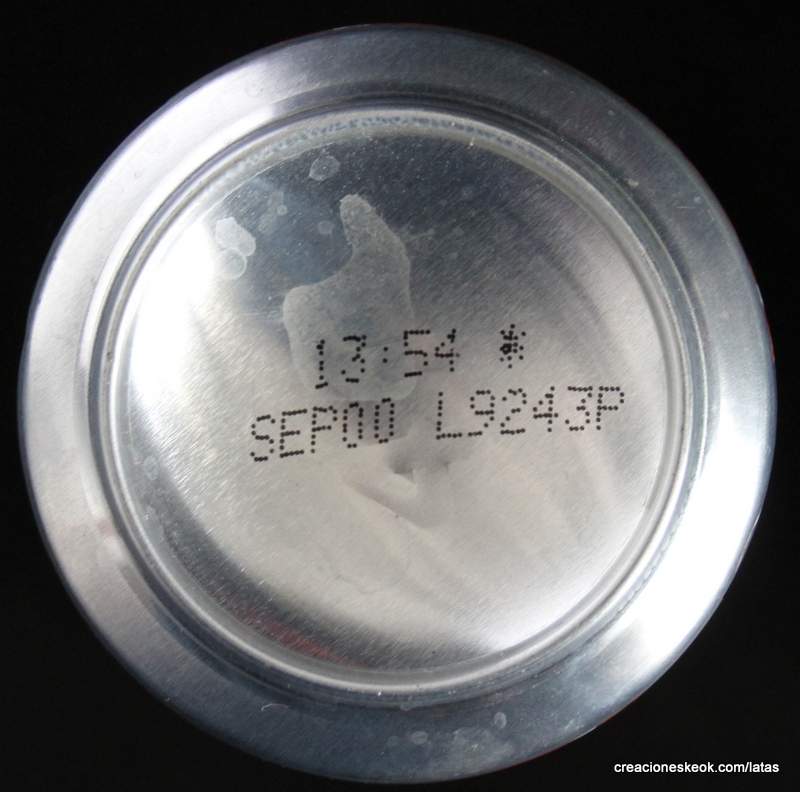 13:54 *
SEP00 L9243P
creacioneskeok.com/latas